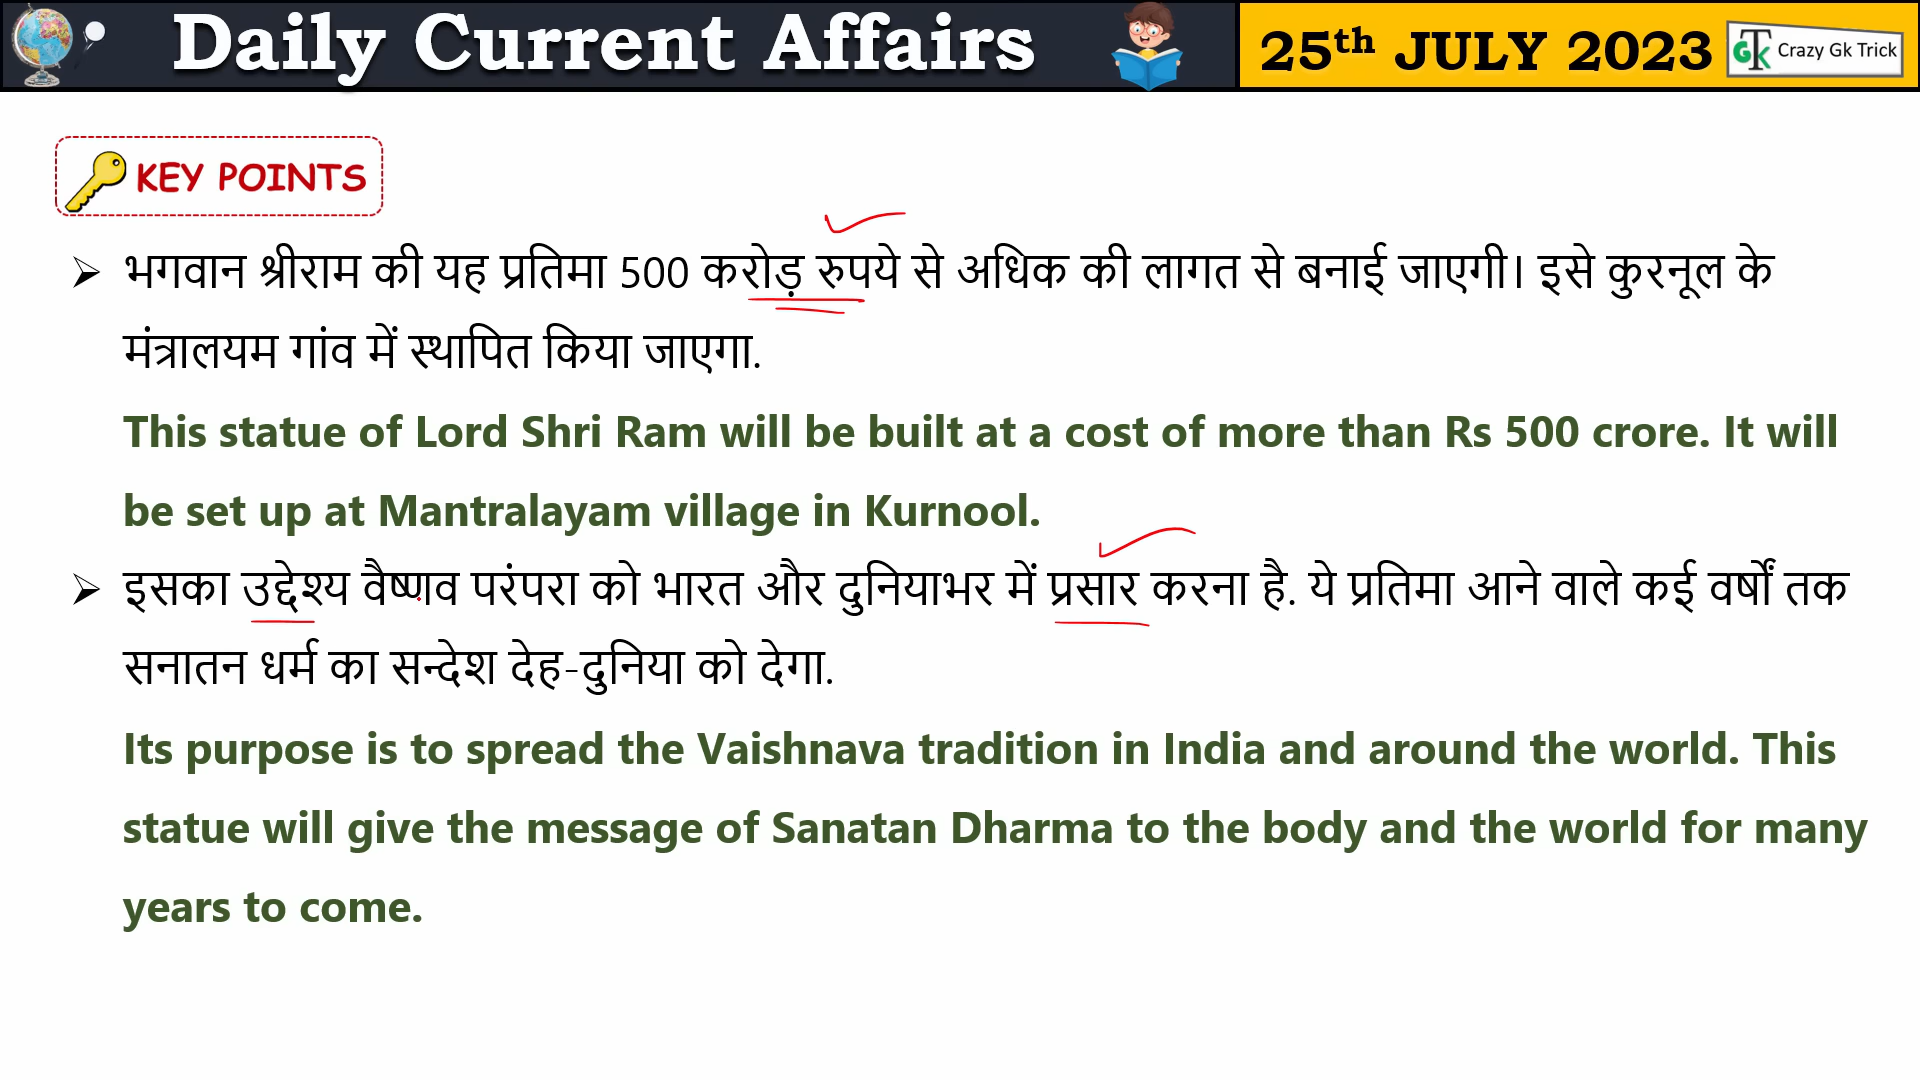 Daily Current Affairs
25th JULY 2023
GTK Crazy Gk Trick
KEY POINTS
भगवान श्रीराम की यह प्रतिमा 500 करोड़ रुपये से अधिक की लागत से बनाई जाएगी। इसे कुरनूल के
मंत्रालयम गांव में स्थापित किया जाएगा.
This statue of Lord Shri Ram will be built at a cost of more than Rs 500 crore. It will
be set up at Mantralayam village in Kurnool.
इसका उद्देश्य वैष्णव परंपरा को भारत और दुनियाभर में प्रसार करना है. ये प्रतिमा आने वाले कई वर्षों तक
सनातन धर्म का सन्देश देह-दुनिया को देगा.
Its purpose is to spread the Vaishnava tradition in India and around the world. This
statue will give the message of Sanatan Dharma to the body and the world for many
years to come.